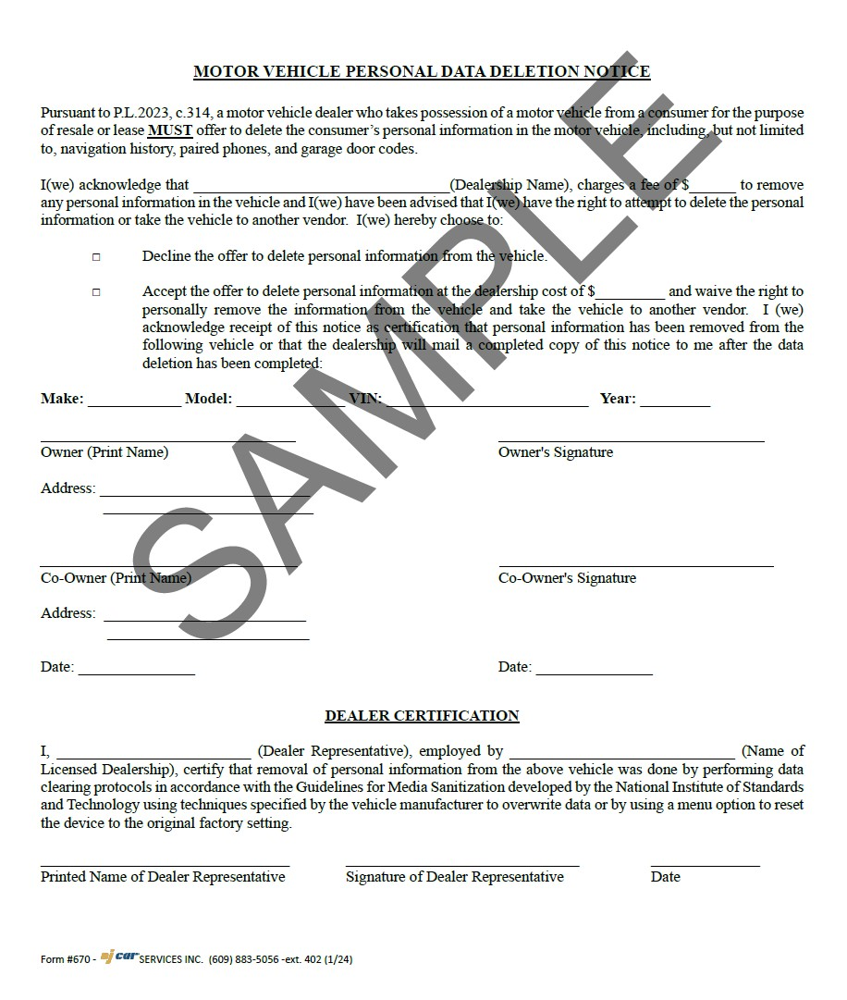 MOTOR VEHICLE PERSONAL DATA DELETION NOTICE
Pursuant to P.L.2023, c.314, a motor vehicle dealer who takes possession of a motor vehicle from a consumer for the purpose
of resale or lease MUST offer to delete the consumer’s personal information in the motor vehicle, including, but not limited
to, navigation history, paired phones, and garage door codes.
I(we) acknowledge that ____________________(Dealership Name), charges a fee of $______ to remove
any personal information in the vehicle and I(we) have been advised that I(we) have the right to attempt to delete the personal
information or take the vehicle to another vendor. I(we) hereby choose to:
□ Decline the offer to delete personal information from the vehicle.
□ Accept the offer to delete personal information at the dealership cost of $_________ and waive the right to
personally remove the information from the vehicle and take the vehicle to another vendor. I (we)
acknowledge receipt of this notice as certification that personal information has been removed from the
following vehicle or that the dealership will mail a completed copy of this notice to me after the data
deletion has been completed:
Make: ____________ Model: ______________ VIN: __________________________ Year: _________
Owner (Print Name) Owner's Signature
Address: ___________________________
Co-Owner (Print Name) Co-Owner's Signature
Address: __________________________
Date: _______________ Date: _______________
DEALER CERTIFICATION
I, _________________________ (Dealer Representative), employed by _____________________________ (Name of
Licensed Dealership), certify that removal of personal information from the above vehicle was done by performing data
clearing protocols in accordance with the Guidelines for Media Sanitization developed by the National Institute of Standards
and Technology using techniques specified by the vehicle manufacturer to overwrite data or by using a menu option to reset
the device to the original factory setting.
Printed Name of Dealer Representative Signature of Dealer Representative Date
Form #670 - nj car SERVICES INC. (609) 883-5056 -ext. 402 (1/24)
SAMPLE